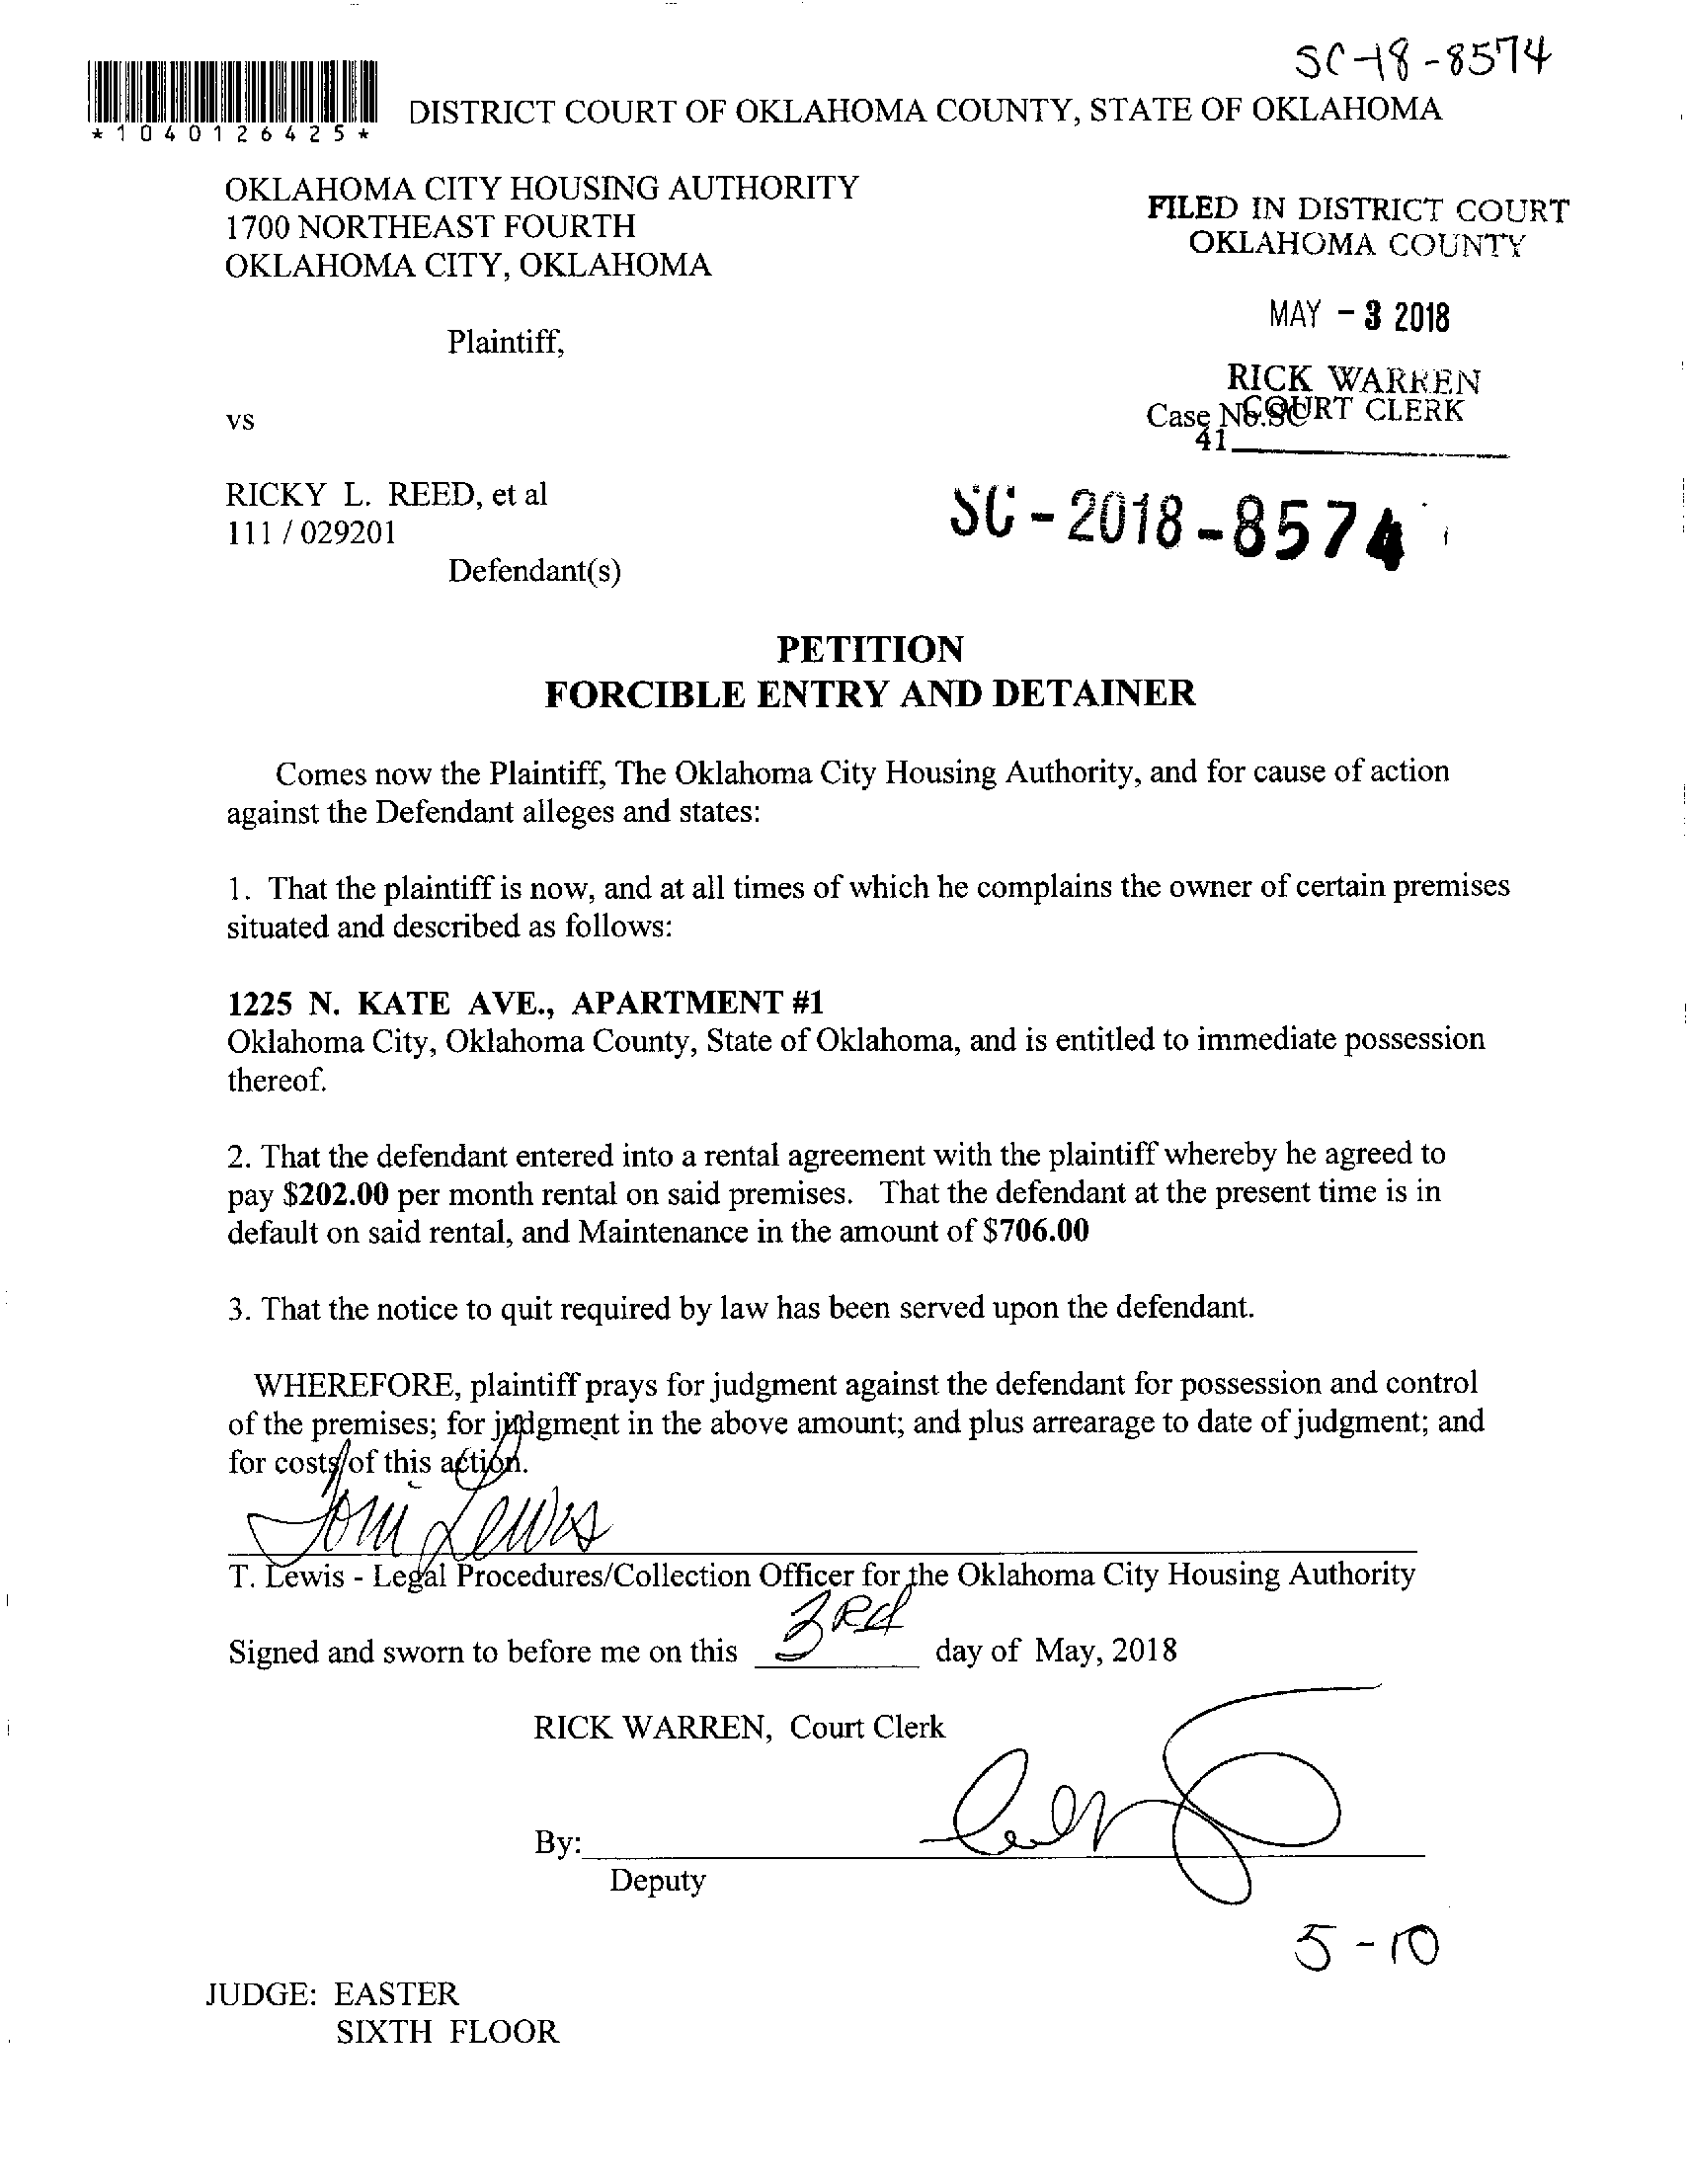 SC-18-8574
*1040126425*
DISTRICT COURT OF OKLAHOMA COUNTY, STATE OF OKLAHOMA
OKLAHOMA CITY HOUSING AUTHORITY
1700 NORTHEAST FOURTH
OKLAHOMA CITY, OKLAHOMA
FILED IN DISTRICT COURT
OKLAHOMA COUNTY
MAY - 3 2018
Plaintiff,
RICK WARREN
COURT CLERK
vs
Case No.SC
41
RICKY L. REED, et al
111 / 029201
SC-2018-8574
Defendant(s)
PETITION
FORCIBLE ENTRY AND DETAINER
Comes now the Plaintiff, The Oklahoma City Housing Authority, and for cause of action
against the Defendant alleges and states:
1. That the plaintiff is now, and at all times of which he complains the owner of certain premises
situated and described as follows:
1225 N. KATE AVE., APARTMENT #1
Oklahoma City, Oklahoma County, State of Oklahoma, and is entitled to immediate possession
thereof.
2. That the defendant entered into a rental agreement with the plaintiff whereby he agreed to
pay $202.00 per month rental on said premises. That the defendant at the present time is in
default on said rental, and Maintenance in the amount of $706.00
3. That the notice to quit required by law has been served upon the defendant.
WHEREFORE, plaintiff prays for judgment against the defendant for possession and control
of the premises; for judgment in the above amount; and plus arrearage to date of judgment; and
for costs of this action.
Toni Lewis
T. Lewis - Legal Procedures/Collection Officer for the Oklahoma City Housing Authority
Signed and sworn to before me on this 3Rd day of May, 2018
RICK WARREN, Court Clerk
By:
Deputy
5-10
JUDGE: EASTER
SIXTH FLOOR